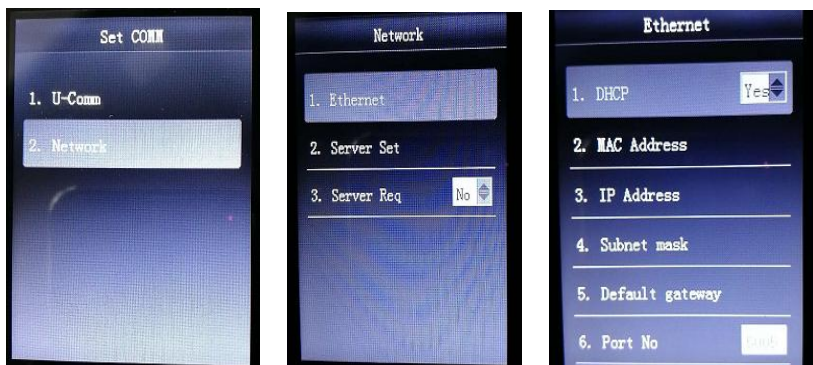 Set COMM
1. U-Comm
2. Network
Network
1. Ethernet
2. Server Set
3. Server Req No
Ethernet
1. DHCP Yes
2. MAC Address
3. IP Address
4. Subnet mask
5. Default gateway
6. Port No